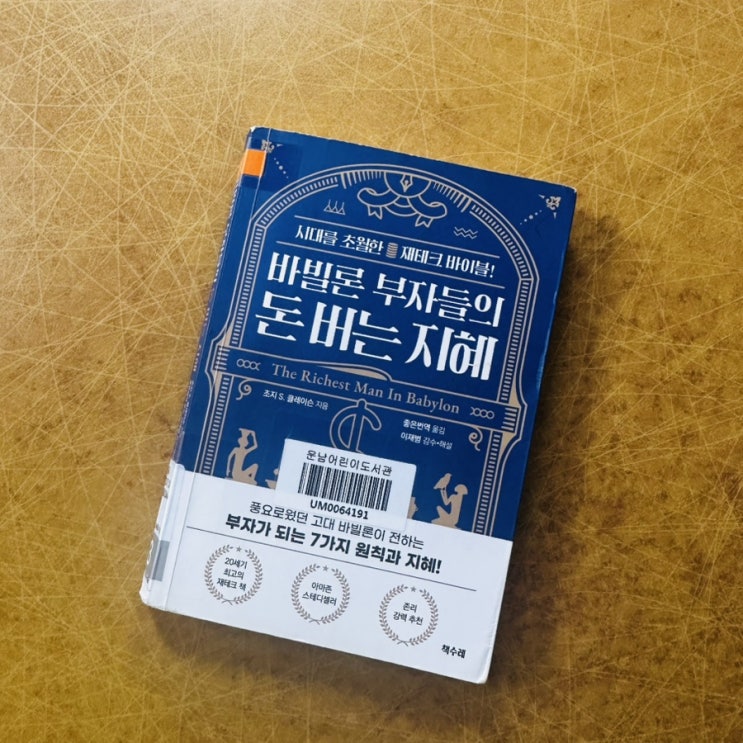 시대를 초월한 재테크 바이블!
바빌론 부자들의
돈 버는 지혜
The Richest Man In Babylon
조지 S. 클레이슨 지음
좋은번역 옮김
이재범 감수•해설
운남어린이도서관
UM0064191
풍요로웠던 고대 바빌론이 전하는
부자가 되는 7가지 원칙과 지혜!
20세기
최고의
재테크 책
아마존
스테디셀러
존리
강력 추천
책수레